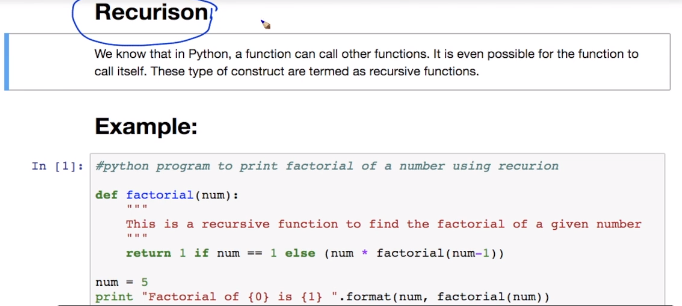 Recurison:
We know that in Python, a function can call other functions. It is even possible for the function to
call itself. These type of construct are termed as recursive functions.
Example:
In [1]: #python program to print factorial of a number using recurion
def factorial(num):
"""
This is a recursive function to find the factorial of a given number
"""
return 1 if num == 1 else (num * factorial(num-1))
num = 5
print "Factorial of {0} is {1} ".format(num, factorial(num))